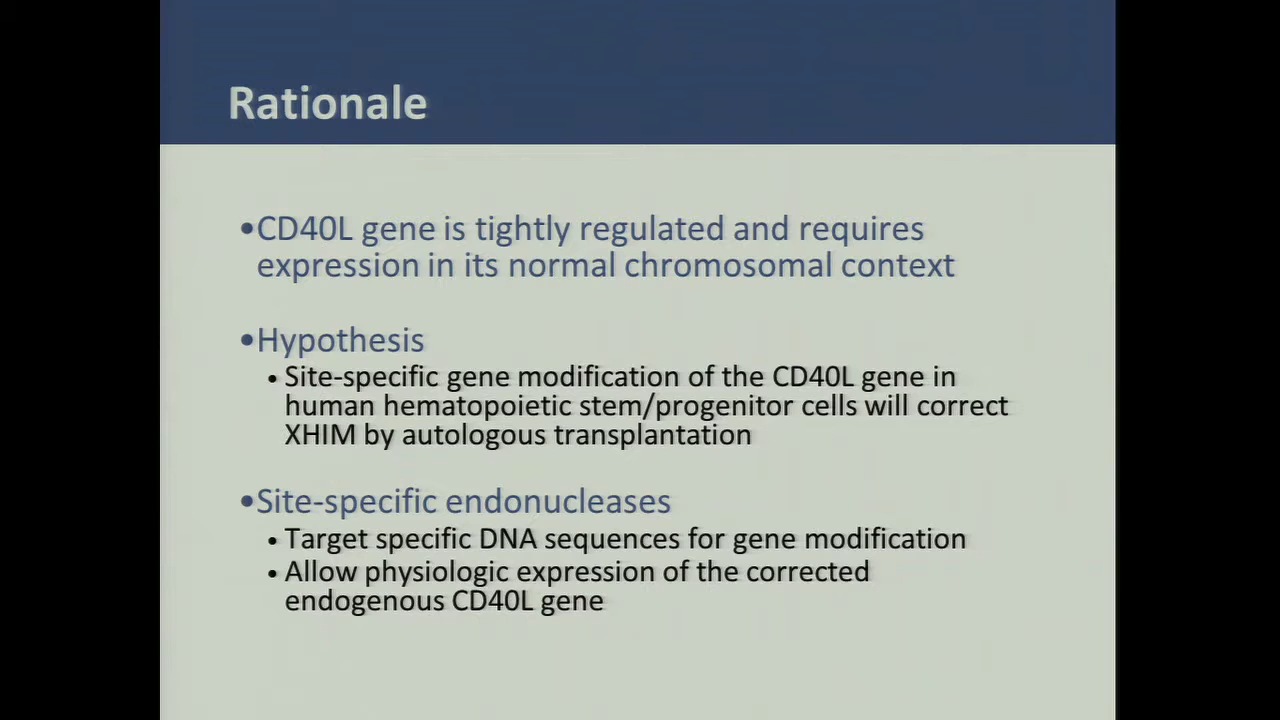 Rationale
•CD40L gene is tightly regulated and requires
expression in its normal chromosomal context
•Hypothesis
• Site-specific gene modification of the CD40L gene in
human hematopoietic stem/progenitor cells will correct
XHIM by autologous transplantation
•Site-specific endonucleases
• Target specific DNA sequences for gene modification
• Allow physiologic expression of the corrected
endogenous CD40L gene